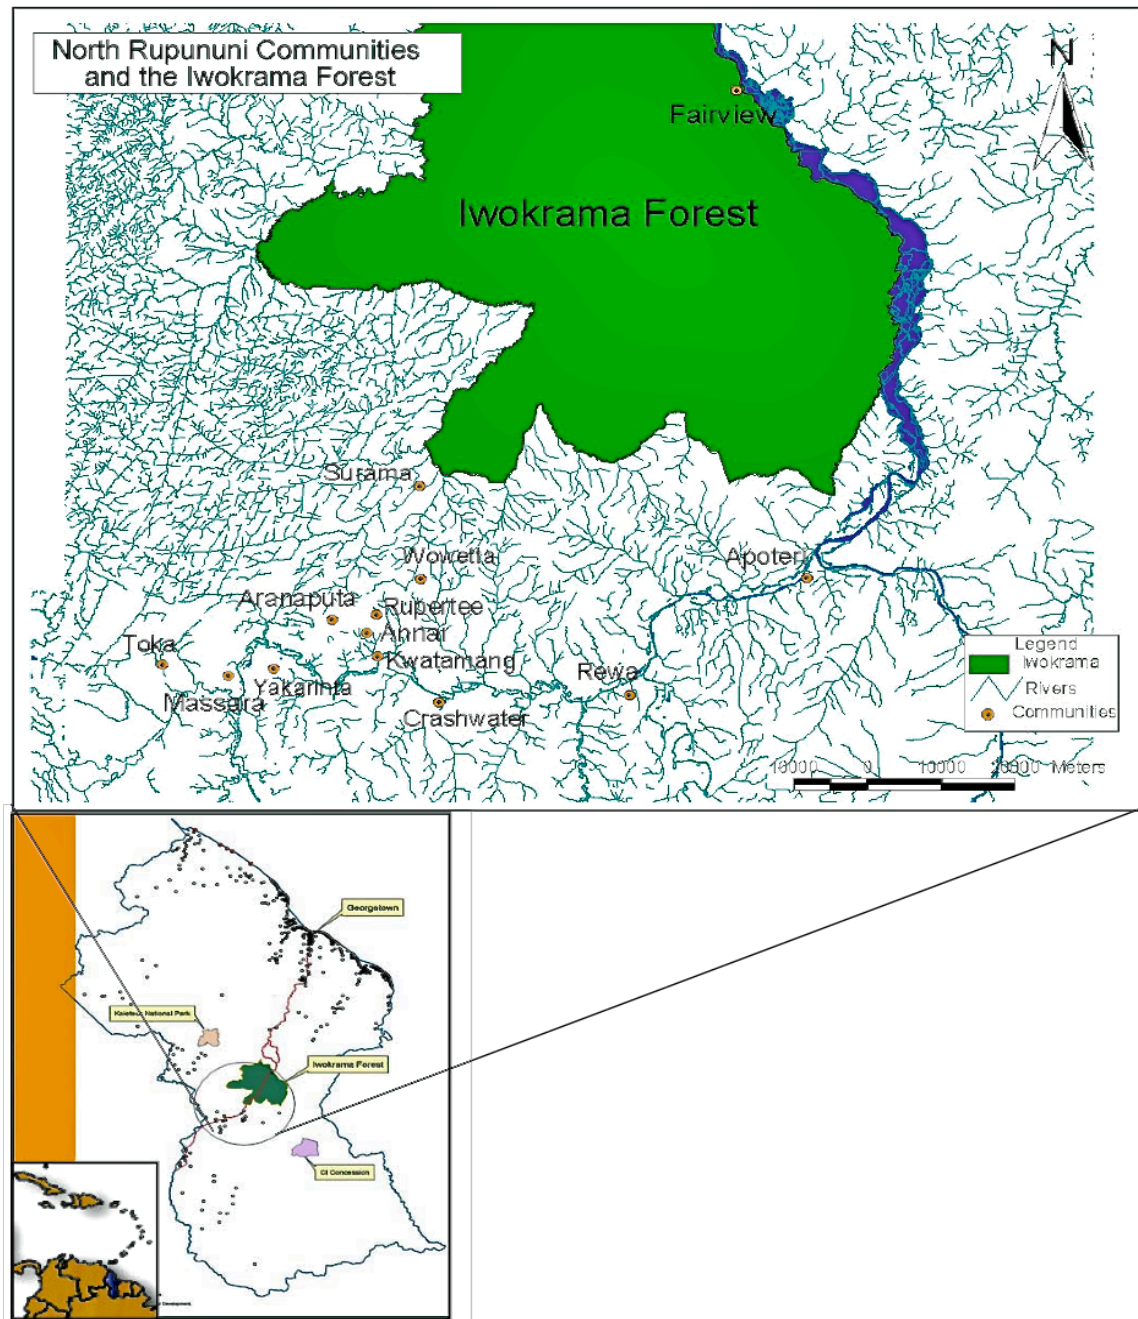 North Rupununi Communities
and the Iwokrama Forest
N
Fairview
Iwokrama Forest
Surama
Wowetta
Apoteri
Aranaputa
Rupertee
Annai
Toka
Kwatamang
Yakarinta
Rewa
Massara
Crashwater
Legend
Iwokrama
Rivers
Communities
10000 0 10000 20000 Meters
Georgetown
Kaieteur National Park
Iwokrama Forest
CI Concession
Development.